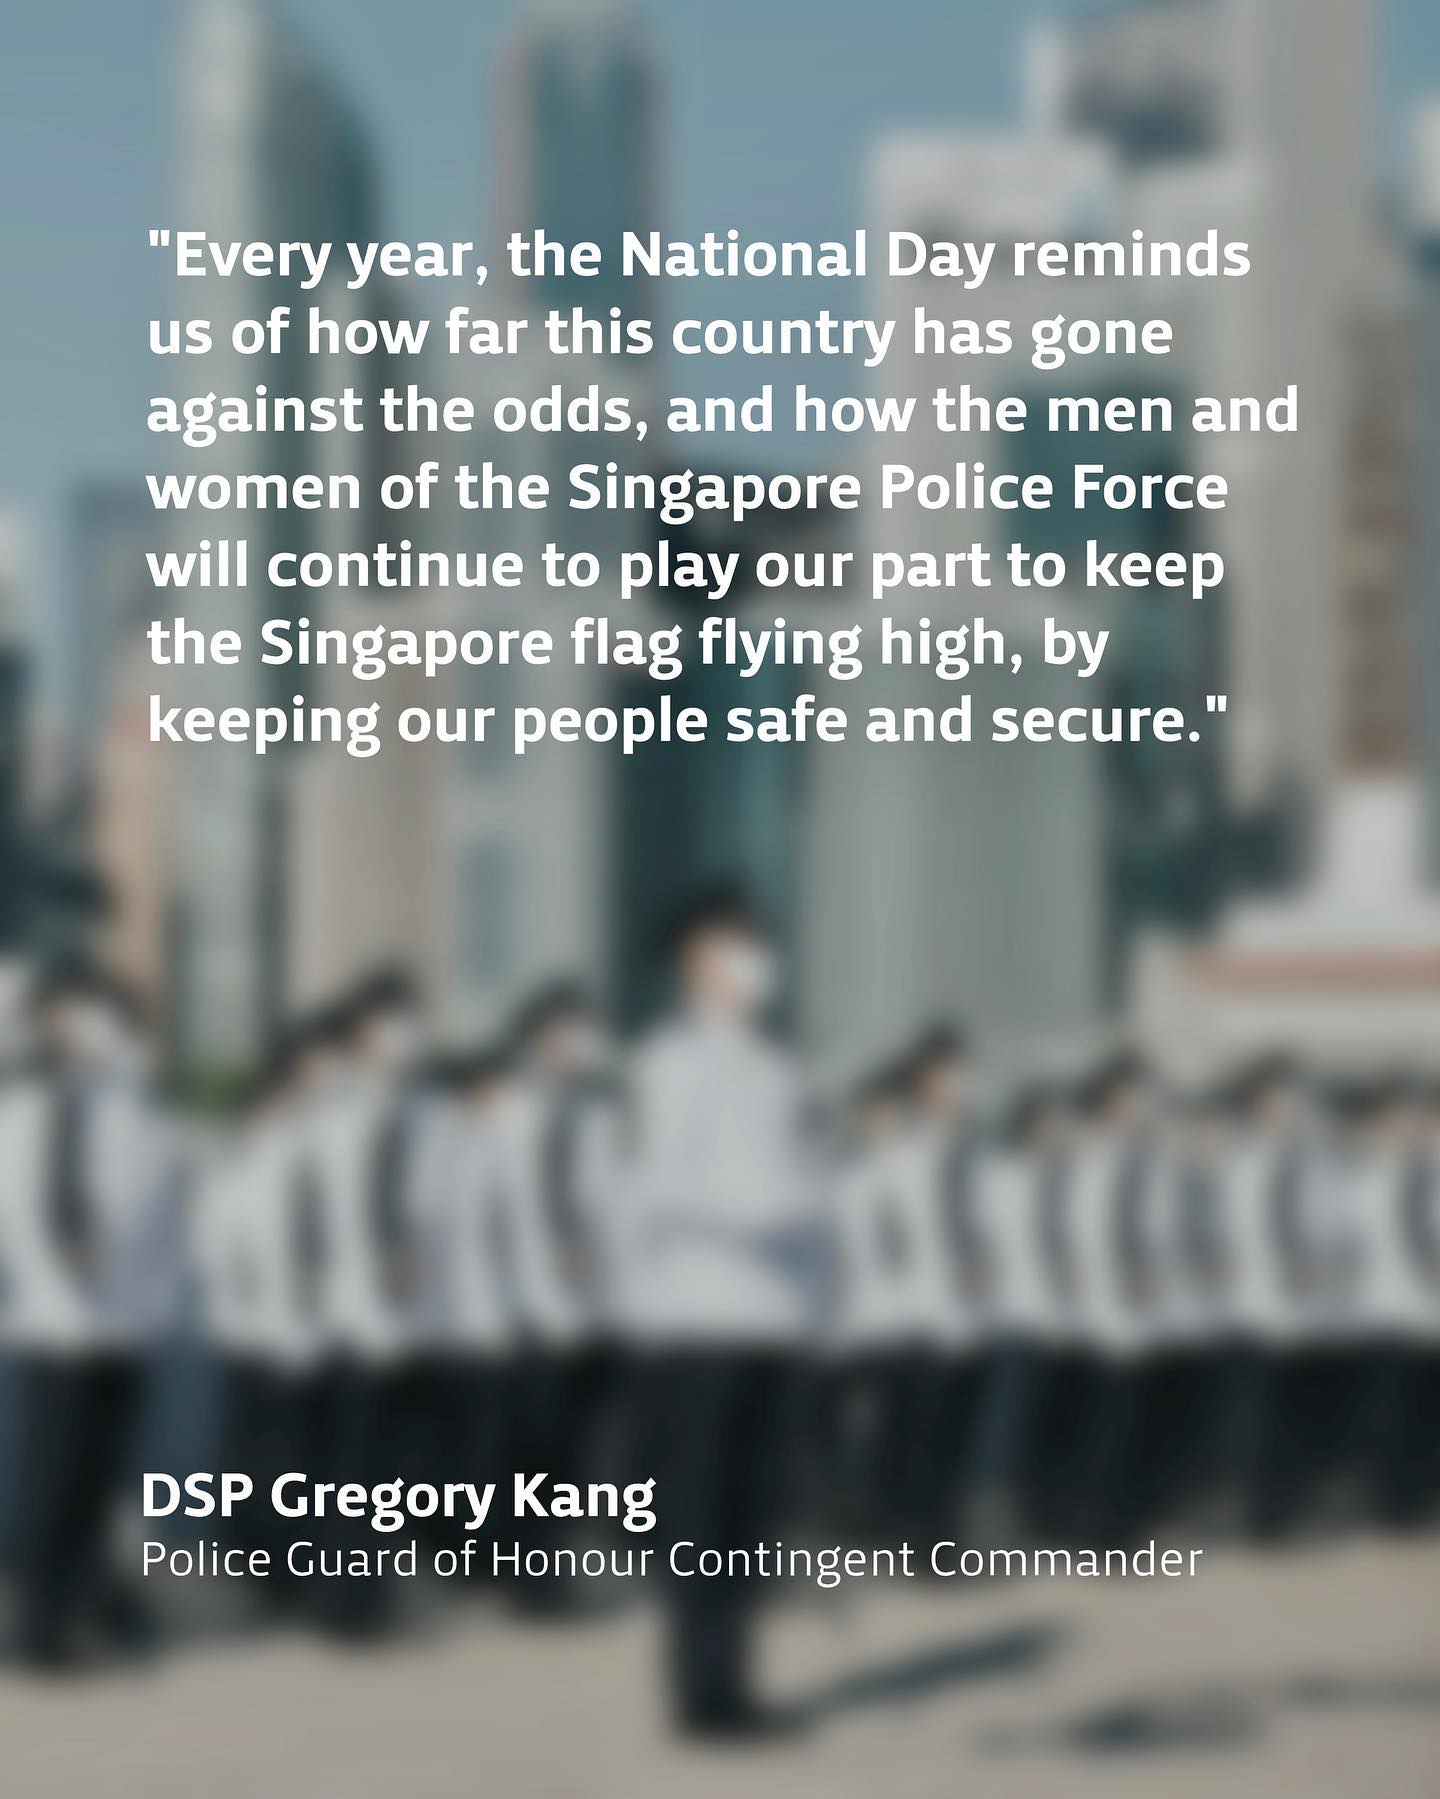 "Every year, the National Day reminds
us of how far this country has gone
against the odds, and how the men and
women of the Singapore Police Force
will continue to play our part to keep
the Singapore flag flying high, by
keeping our people safe and secure."
DSP Gregory Kang
Police Guard of Honour Contingent Commander